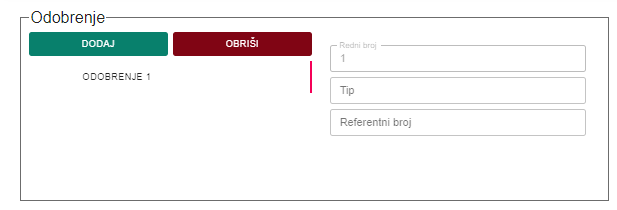 Odobrenje
DODAJ
OBRIŠI
ODOBRENJE 1
Redni broj
1
Tip
Referentni broj